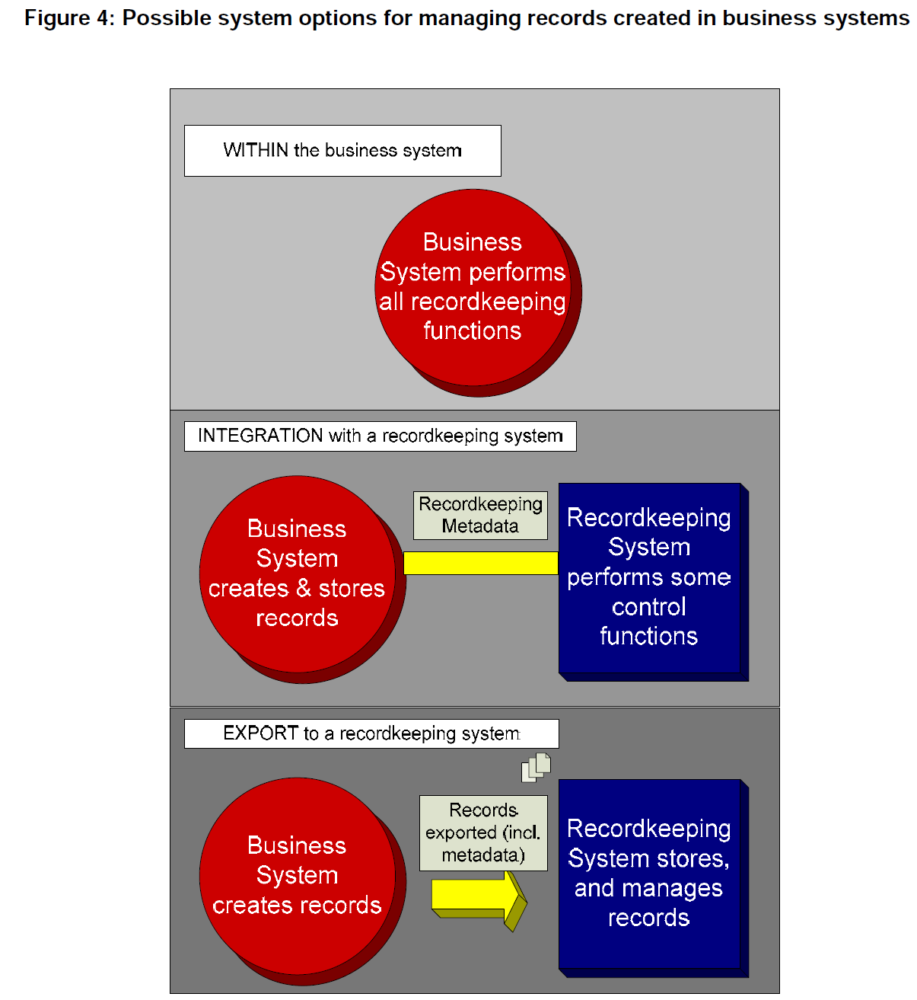 Figure 4: Possible system options for managing records created in business systems
WITHIN the business system
Business
System performs
all recordkeeping
functions
INTEGRATION with a recordkeeping system
Business
System
creates & stores
records
Recordkeeping
Metadata
Recordkeeping
System
performs some
control
functions
EXPORT to a recordkeeping system
Business
System
creates records
Records
exported (incl.
metadata)
Recordkeeping
System stores,
and manages
records